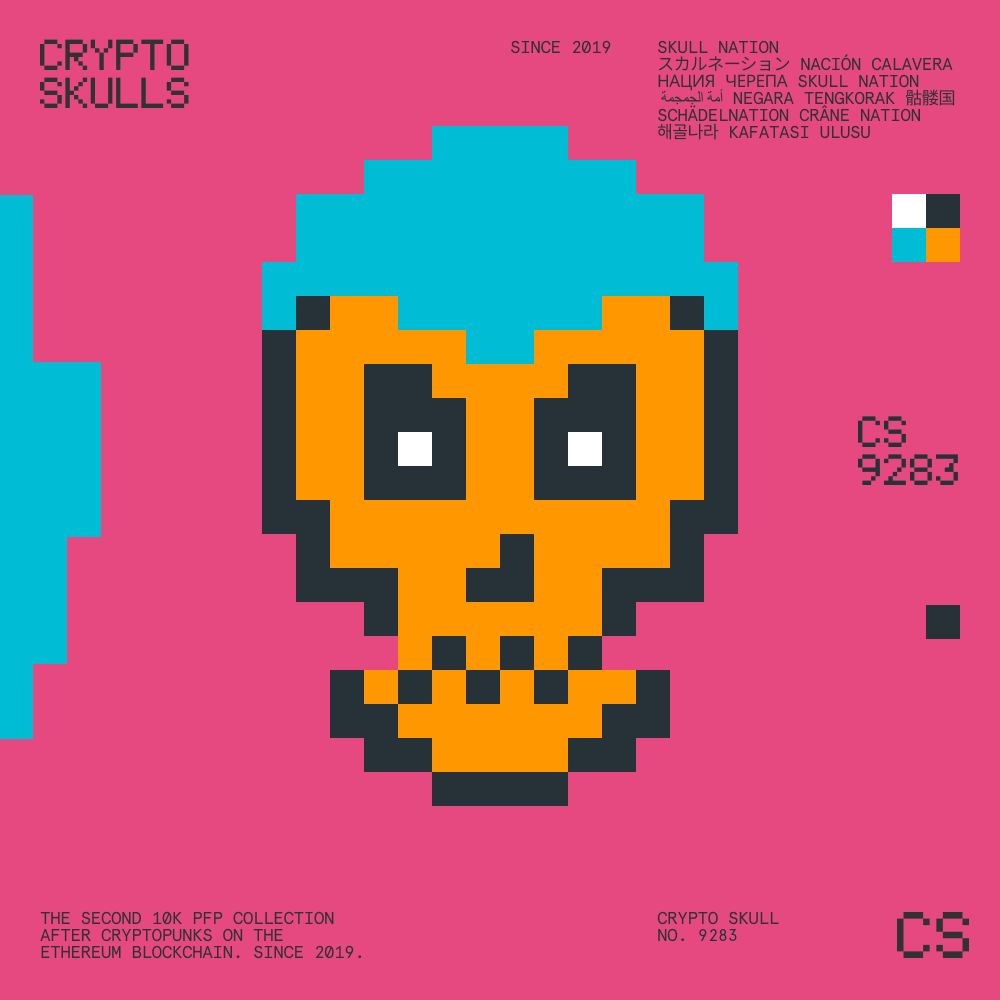 CRYPTO
SKULLS
SINCE 2019
SKULL NATION
スカルネーション NACIÓN CALAVERA
НАЦИЯ ЧЕРЕПА SKULL NATION
أمة الجمجمة NEGARA TENGKORAK 骷髅国
SCHÄDELNATION CRÂNE NATION
해골나라 KAFATASI ULUSU
CS
9283
THE SECOND 10K PFP COLLECTION
AFTER CRYPTOPUNKS ON THE
ETHEREUM BLOCKCHAIN. SINCE 2019.
CRYPTO SKULL
NO. 9283
CS